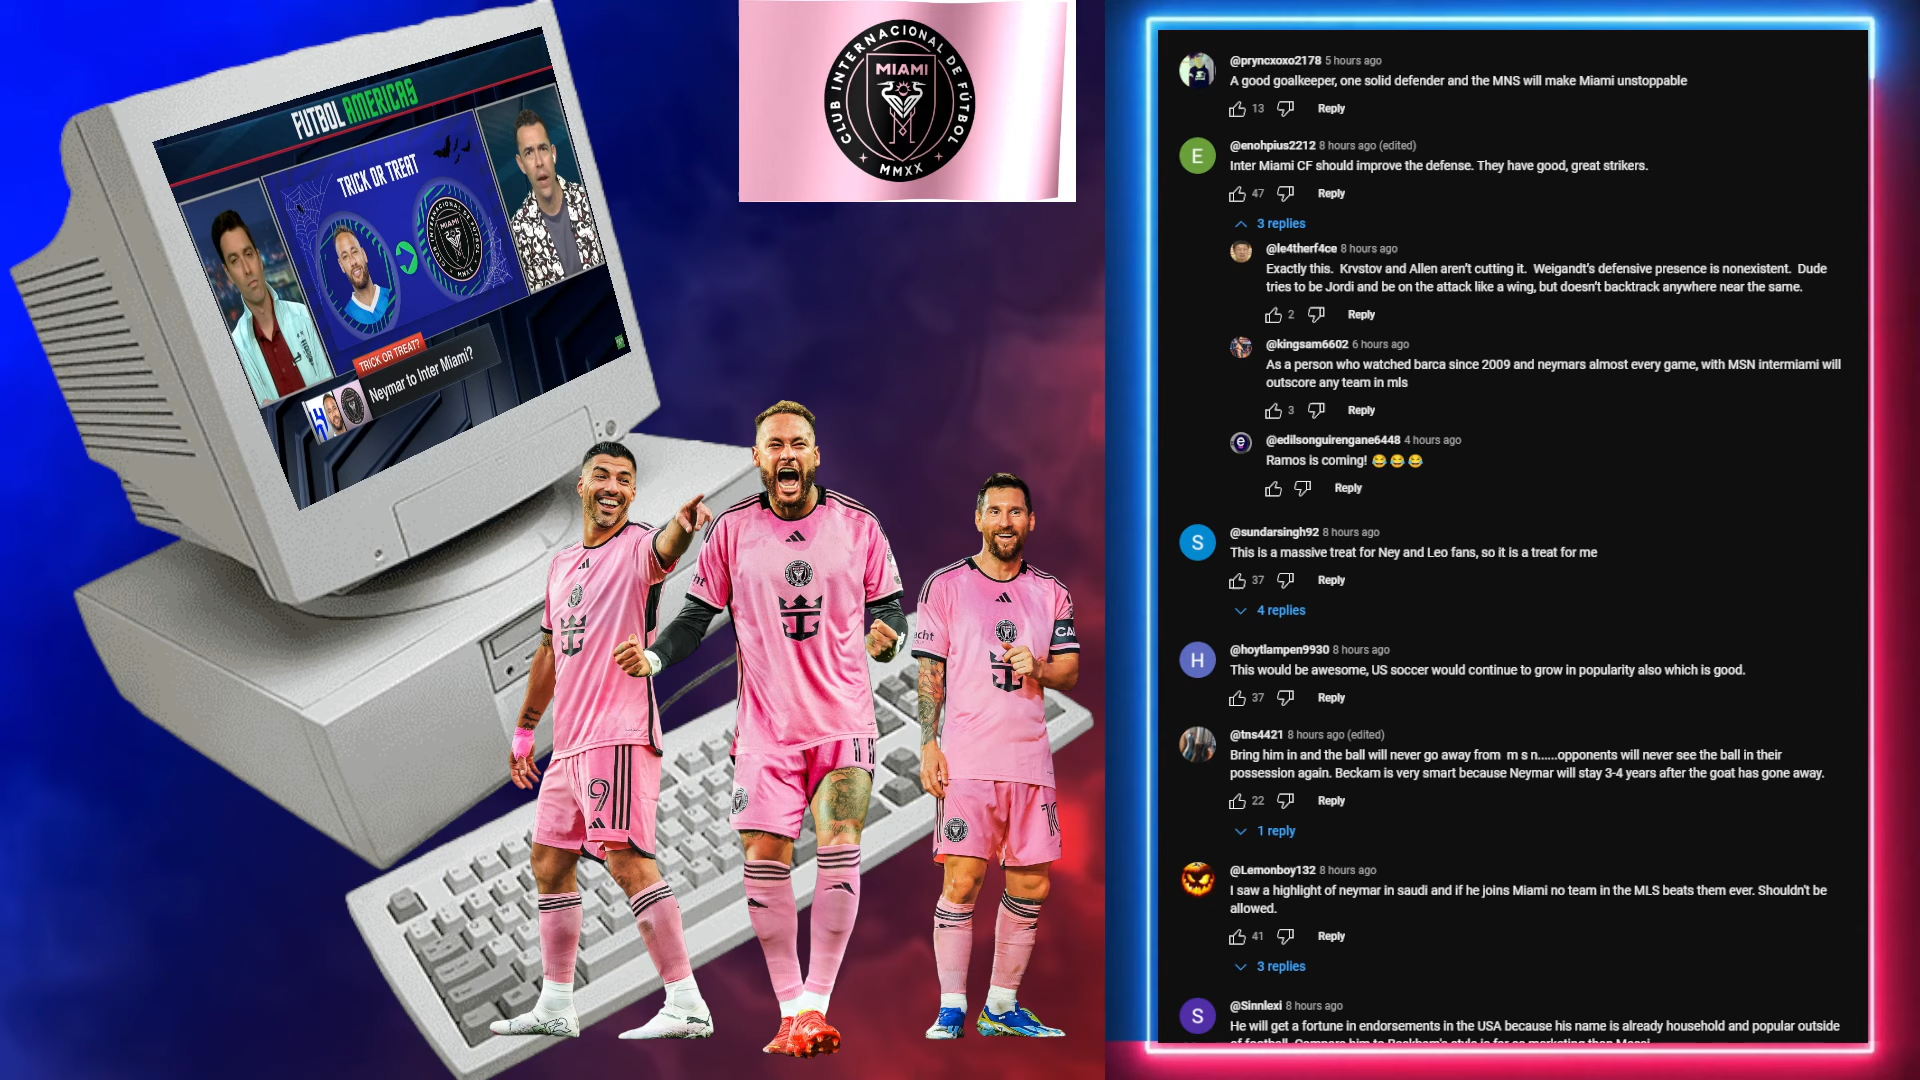 FUTBOL AMERICAS
TRICK OR TREAT
CLUB INTERNACIONAL DE FÚTBOL
MIAMI
MMXX
TRICK OR TREAT?
Neymar to Inter Miami?
CLUB INTERNACIONAL DE FÚTBOL
MIAMI
MMXX
9
10
@pryncxoxo2178 5 hours ago
A good goalkeeper, one solid defender and the MNS will make Miami unstoppable
13 Reply
E
@enohpius2212 8 hours ago (edited)
Inter Miami CF should improve the defense. They have good, great strikers.
47 Reply
3 replies
@le4therf4ce 8 hours ago
Exactly this. Krvstov and Allen aren't cutting it. Weigandt's defensive presence is nonexistent. Dude
tries to be Jordi and be on the attack like a wing, but doesn't backtrack anywhere near the same.
2 Reply
@kingsam6602 6 hours ago
As a person who watched barca since 2009 and neymars almost every game, with MSN intermiami will
outscore any team in mls
3 Reply
@edilsonguirengane6448 4 hours ago
Ramos is coming! 😂😂😂
Reply
S
@sundarsingh92 8 hours ago
This is a massive treat for Ney and Leo fans, so it is a treat for me
37 Reply
4 replies
H
@hoytlampen9930 8 hours ago
This would be awesome, US soccer would continue to grow in popularity also which is good.
37 Reply
@tns4421 8 hours ago (edited)
Bring him in and the ball will never go away from m s n......opponents will never see the ball in their
possession again. Beckam is very smart because Neymar will stay 3-4 years after the goat has gone away.
22 Reply
1 reply
@Lemonboy132 8 hours ago
I saw a highlight of neymar in saudi and if he joins Miami no team in the MLS beats them ever. Shouldn't be
allowed.
41 Reply
3 replies
S
@Sinnlexi 8 hours ago
He will get a fortune in endorsements in the USA because his name is already household and popular outside